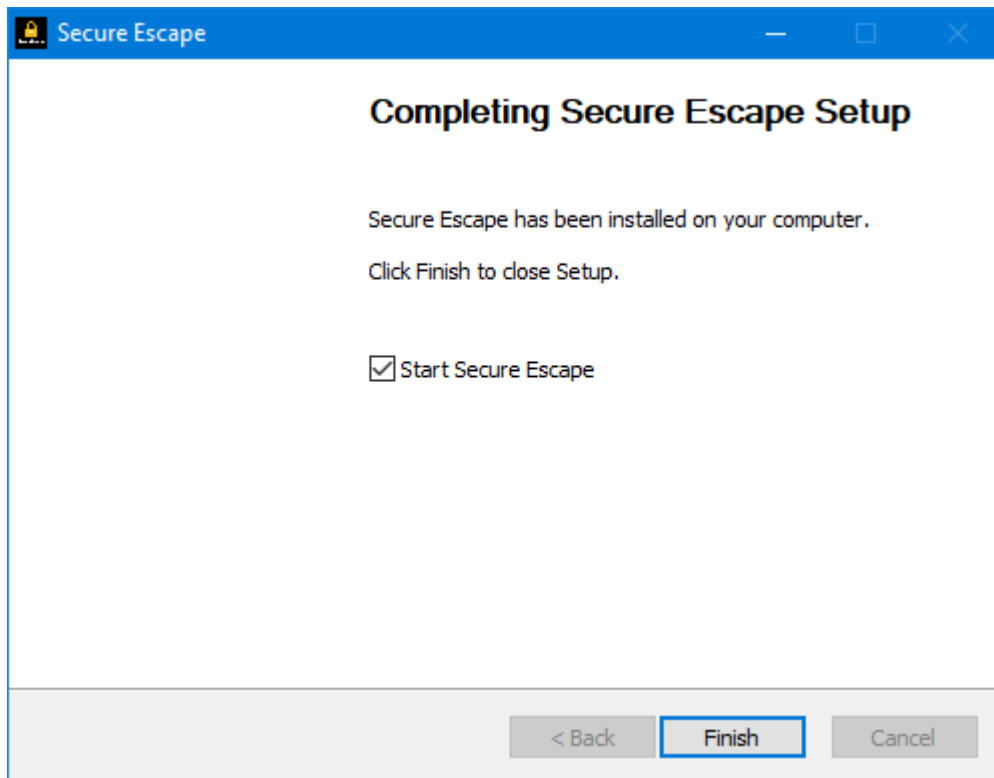 Secure Escape
Completing Secure Escape Setup
Secure Escape has been installed on your computer.
Click Finish to close Setup.
Start Secure Escape
< Back
Finish
Cancel